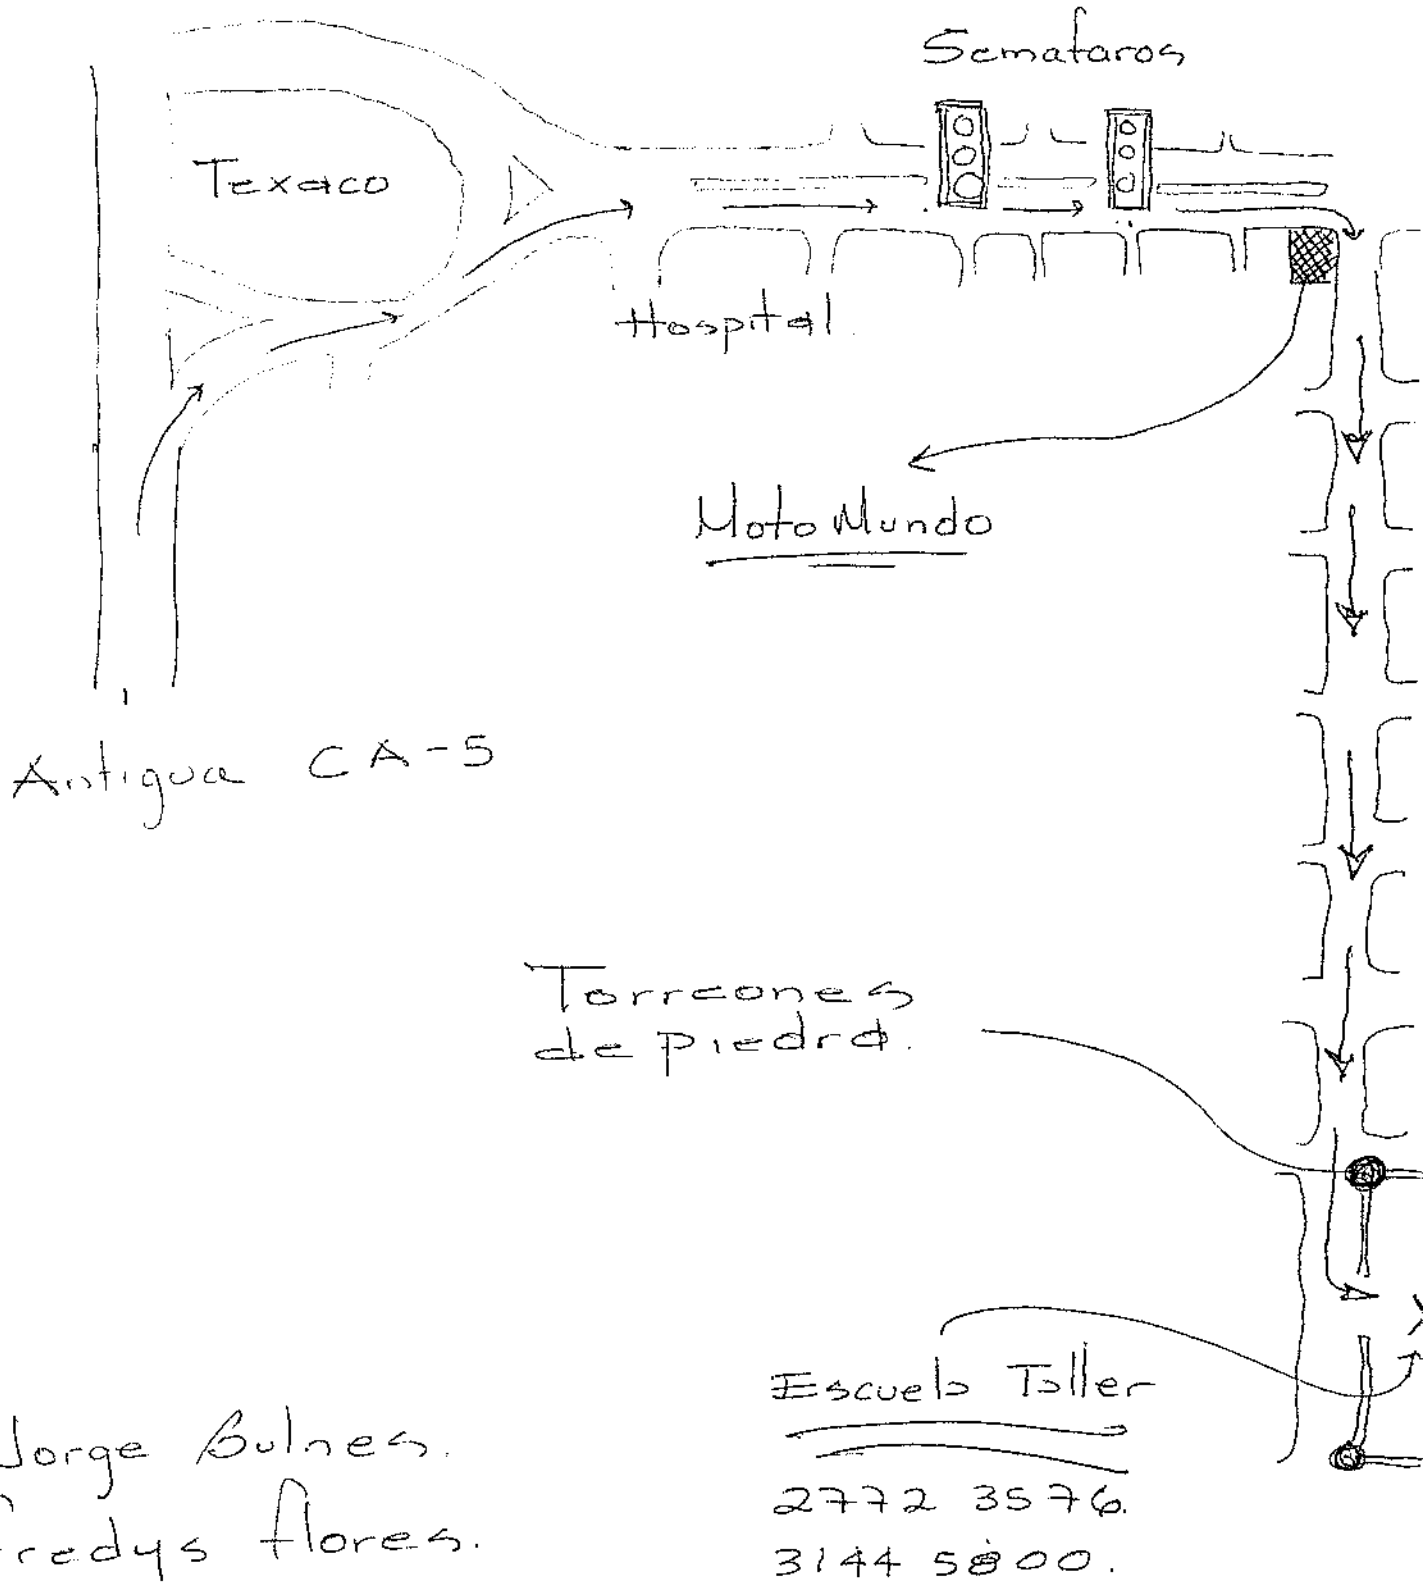 Semaforos
Texaco
Hospital.
Moto Mundo
Antigua CA-5
Torreones
de piedra.
Escuela Taller
2772 3576.
3144 5800.
Jorge Bulnes.
Fredys flores.